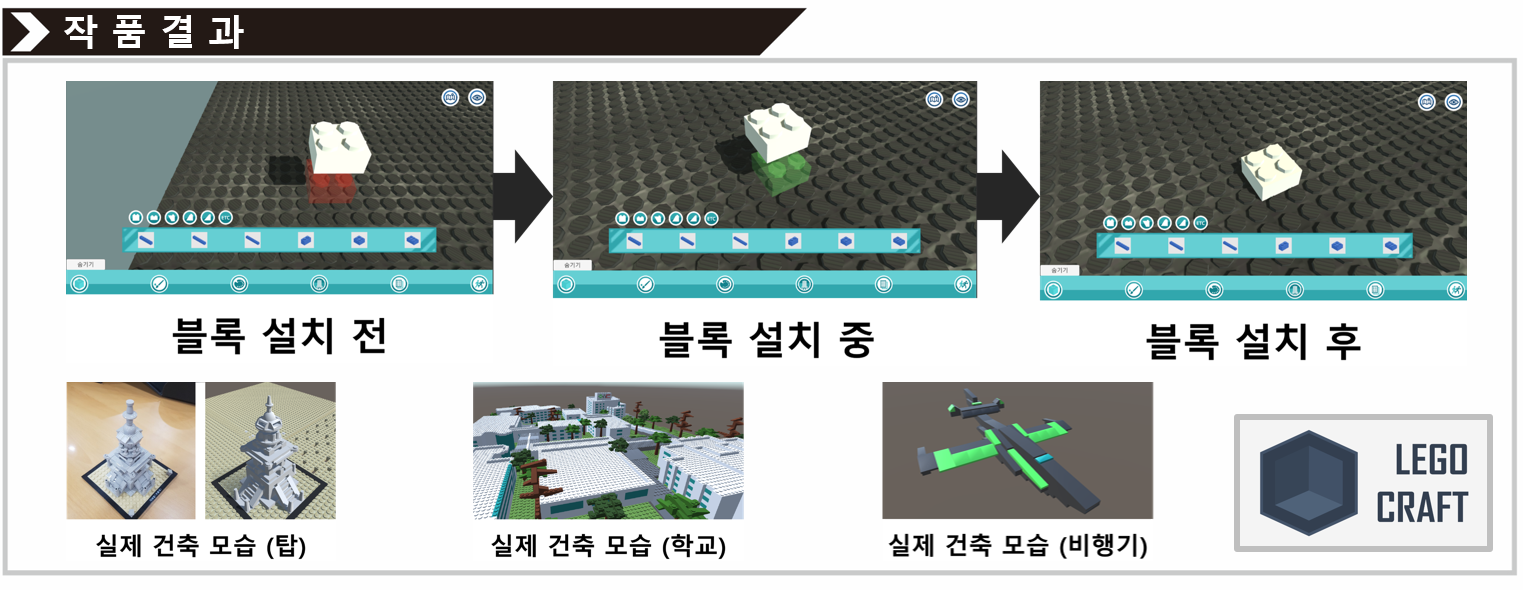 작품결과
ETC
숨기기
ETC
숨기기
ETC
숨기기
블록 설치 전
블록 설치 중
블록 설치 후
실제 건축 모습 (탑)
실제 건축 모습 (학교)
실제 건축 모습 (비행기)
LEGO
CRAFT